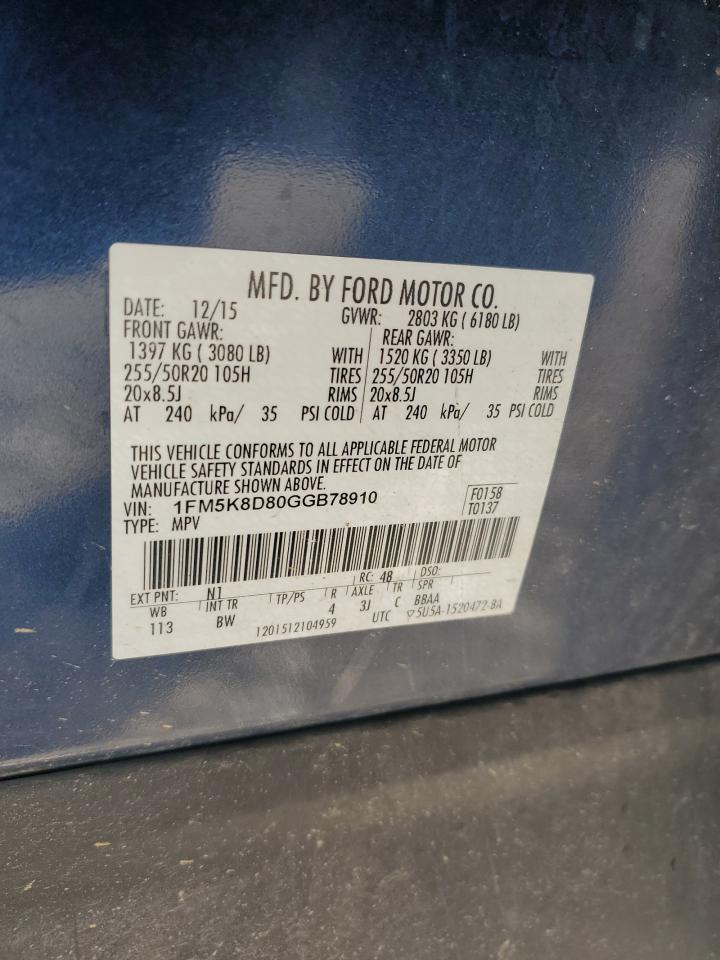 MFD. BY FORD MOTOR CO.
DATE: 12/15 GVWR: 2803 KG ( 6180 LB)
FRONT GAWR: REAR GAWR:
1397 KG ( 3080 LB) WITH 1520 KG ( 3350 LB) WITH
255/50R20 105H TIRES 255/50R20 105H TIRES
20x8.5J RIMS 20x8.5J RIMS
AT 240 kPa/ 35 PSI COLD AT 240 kPa/ 35 PSI COLD
THIS VEHICLE CONFORMS TO ALL APPLICABLE FEDERAL MOTOR
VEHICLE SAFETY STANDARDS IN EFFECT ON THE DATE OF
MANUFACTURE SHOWN ABOVE.
VIN: 1FM5K8D80GGB78910 F0158
TYPE: MPV T0137
EXT PNT: N1 RC: 48 DSO:
WB INT TR TP/PS R AXLE TR SPR
113 BW 4 3J C BBAA
1201512104959 UTC 5U5A-1520472-BA